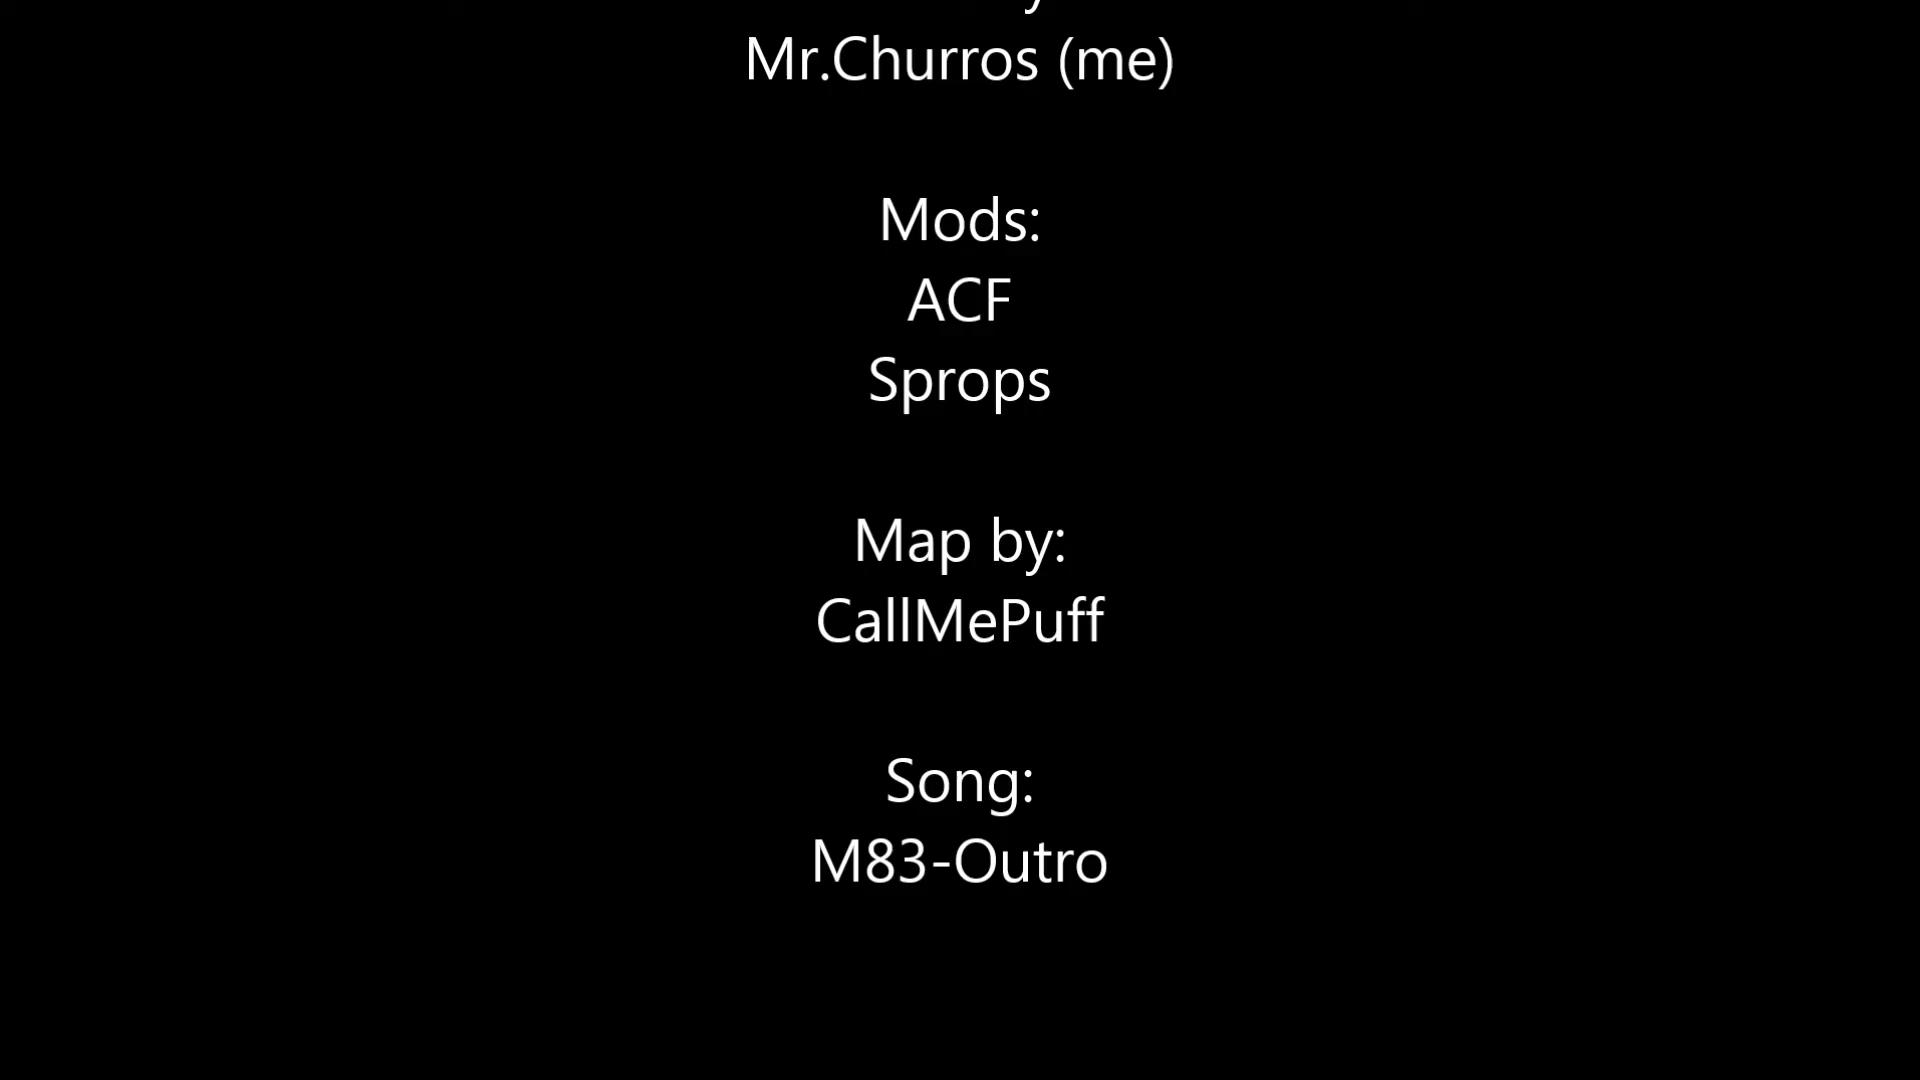 Mr.Churros (me)
Mods:
ACF
Sprops
Map by:
CallMePuff
Song:
M83-Outro